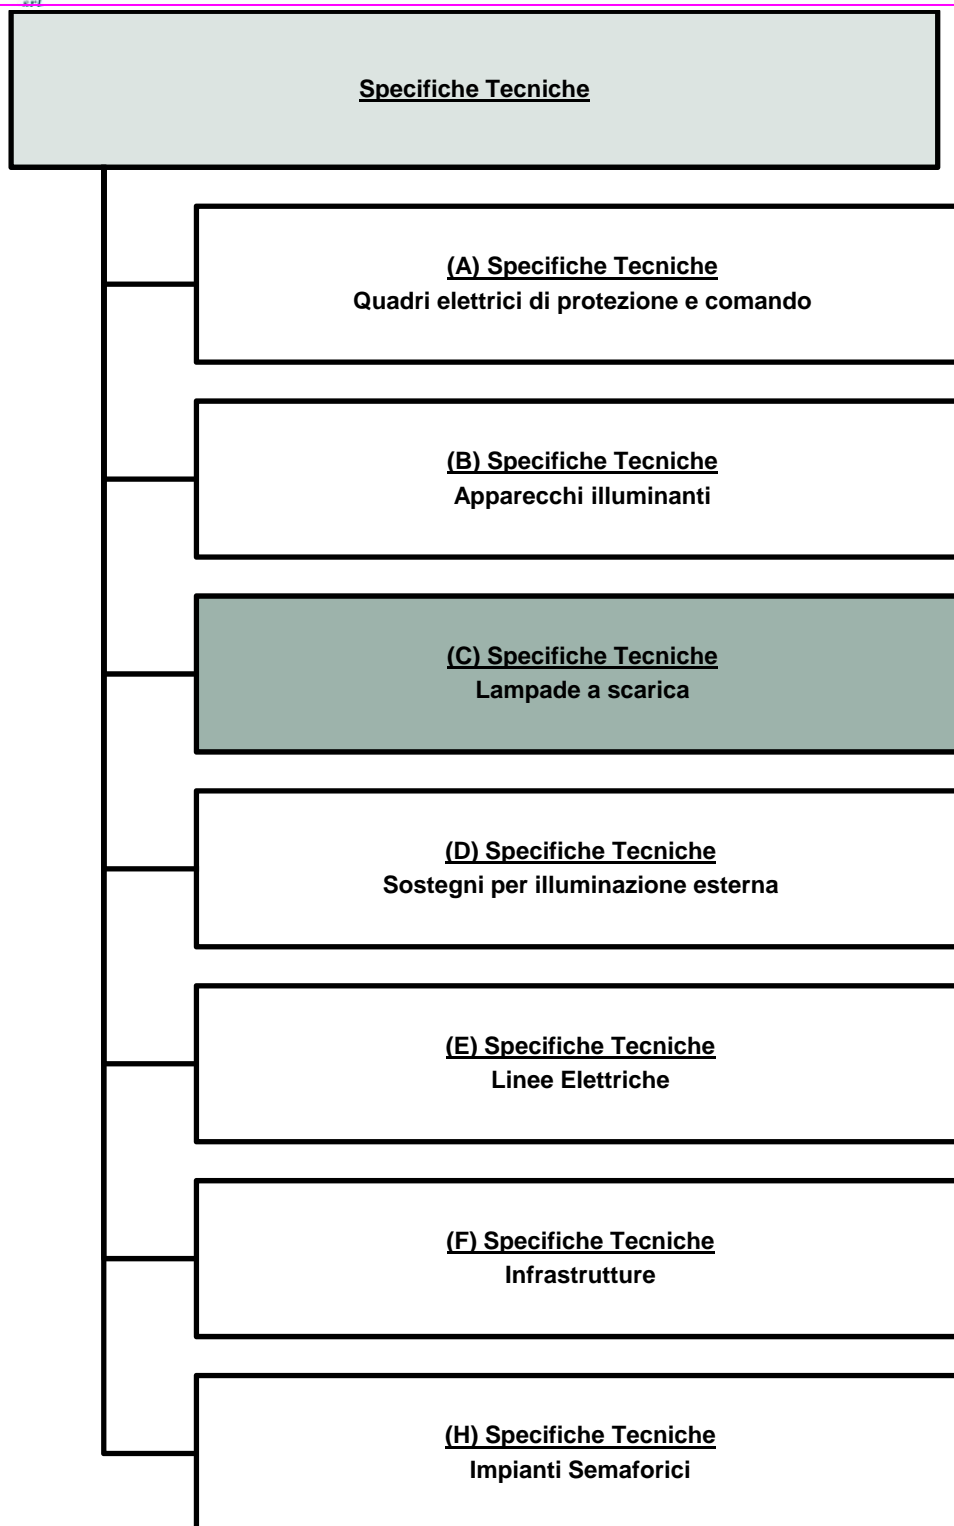 srl
Specifiche Tecniche
(A) Specifiche Tecniche
Quadri elettrici di protezione e comando
(B) Specifiche Tecniche
Apparecchi illuminanti
(C) Specifiche Tecniche
Lampade a scarica
(D) Specifiche Tecniche
Sostegni per illuminazione esterna
(E) Specifiche Tecniche
Linee Elettriche
(F) Specifiche Tecniche
Infrastrutture
(H) Specifiche Tecniche
Impianti Semaforici